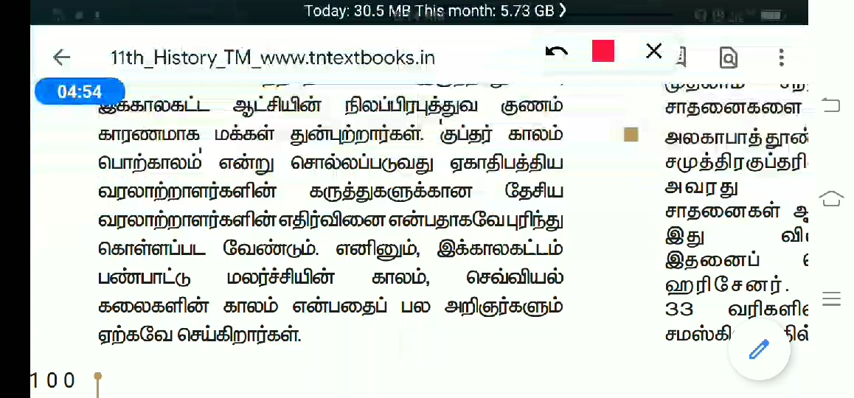 Today: 30.5 MB This month: 5.73 GB
11th_History_TM_www.tntextbooks.in
04:54
இக்காலகட்ட ஆட்சியின் நிலப்பிரபுத்துவ குணம்
காரணமாக மக்கள் துன்புற்றார்கள். 'குப்தர் காலம்
பொற்காலம்' என்று சொல்லப்படுவது ஏகாதிபத்திய
வரலாற்றாளர்களின் கருத்துகளுக்கான தேசிய
வரலாற்றாளர்களின் எதிர்வினை என்பதாகவே புரிந்து
கொள்ளப்பட வேண்டும். எனினும், இக்காலகட்டம்
பண்பாட்டு மலர்ச்சியின் காலம், செவ்வியல்
கலைகளின் காலம் என்பதைப் பல அறிஞர்களும்
ஏற்கவே செய்கிறார்கள்.
100
சாதனைகளை
அலகாபாத்தூண்
சமுத்திரகுப்தரி
அவரது
சாதனைகள்
இது
இதனைப்
ஹரிசேனர்.
33 வரிகளில்